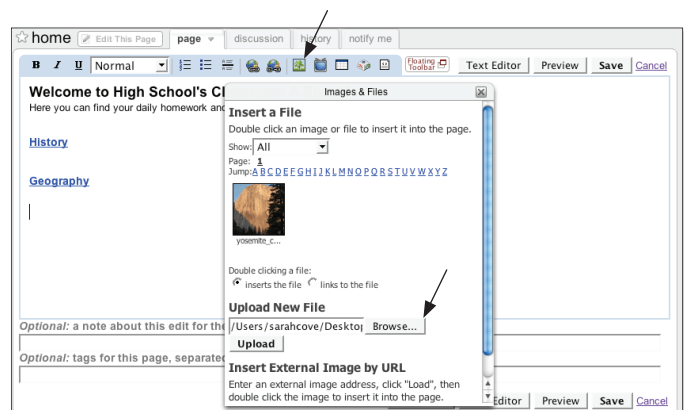 home Edit This Page page discussion history notify me
B I U Normal Floating Toolbar Text Editor Preview Save Cancel
Welcome to High School's Cl
Here you can find your daily homework and
History
Geography
Images & Files
Insert a File
Double click an image or file to insert it into the page.
Show: All
Page: 1
Jump: A B C D E F G H I J K L M N O P Q R S T U V W X Y Z
yosemite_c...
Double clicking a file:
inserts the file links to the file
Upload New File
/Users/sarahcove/Desktop Browse...
Upload
Insert External Image by URL
Enter an external image address, click "Load", then
double click the image to insert it into the page.
Optional: a note about this edit for the
Optional: tags for this page, separated
Editor Preview Save Cancel